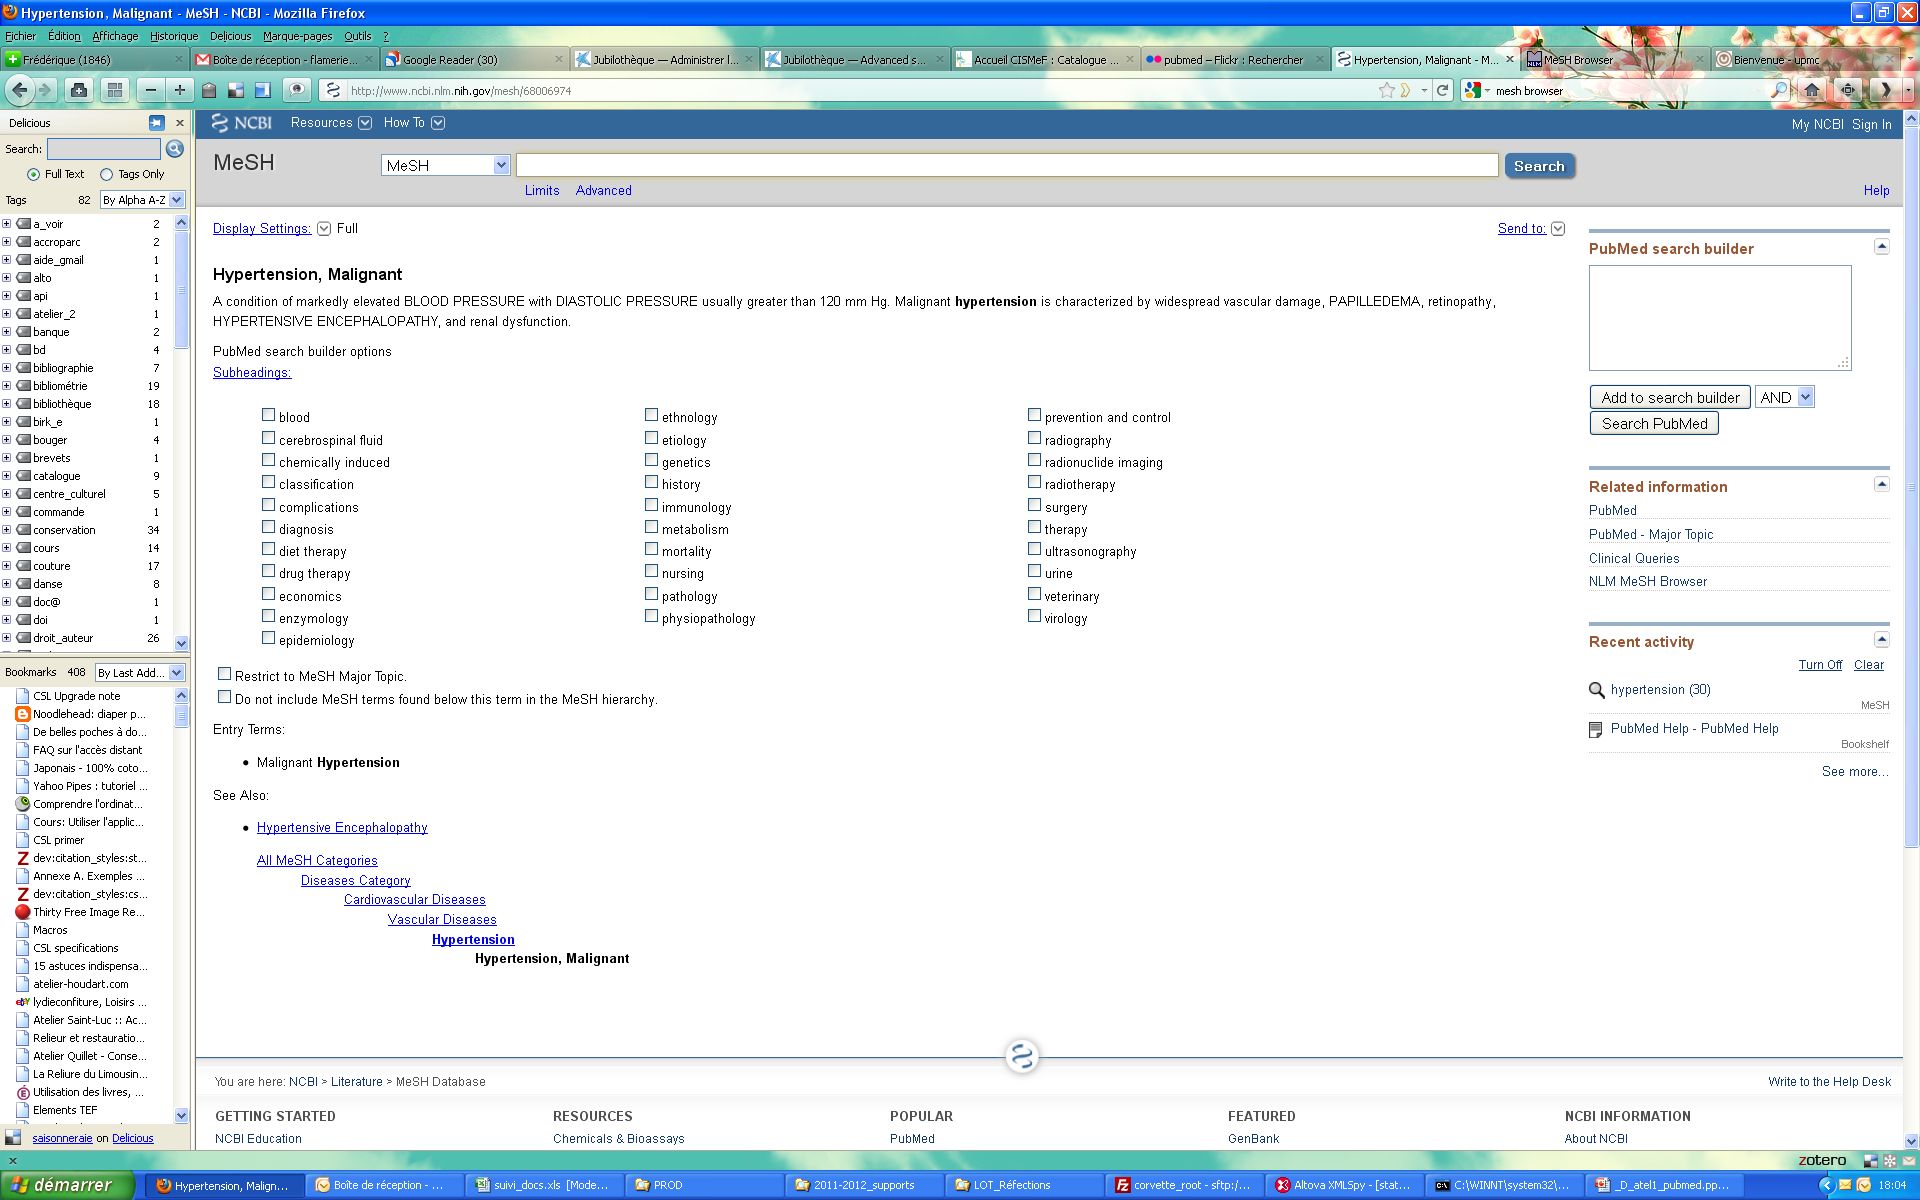 Hypertension, Malignant - MeSH - NCBI - Mozilla Firefox
Fichier Édition Affichage Historique Delicious Marque-pages Outils ?
Frédérique (1846)
Boîte de réception - flamerie...
Google Reader (30)
Jubilothèque — Administrer l...
Jubilothèque — Advanced s...
Accueil CISMeF : Catalogue ...
pubmed – Flickr : Rechercher
Hypertension, Malignant - M...
MeSH Browser
Bienvenue - upmc
http://www.ncbi.nlm.nih.gov/mesh/68006974
mesh browser
Delicious
Search:
Full Text Tags Only
Tags 82 By Alpha A-Z
a_voir 2
accroparc 2
aide_gmail 1
alto 1
api 1
atelier_2 1
banque 2
bd 4
bibliographie 7
bibliométrie 19
bibliothèque 18
birk_e 1
bouger 4
brevets 1
catalogue 9
centre_culturel 5
commande 1
conservation 34
cours 14
couture 17
danse 8
doc@ 1
doi 1
droit_auteur 26
Bookmarks 408 By Last Add...
CSL Upgrade note
Noodlehead: diaper p...
De belles poches à do...
FAQ sur l'accès distant
Japonais - 100% coto...
Yahoo Pipes : tutoriel ...
Comprendre l'ordinat...
Cours: Utiliser l'applic...
CSL primer
dev:citation_styles:st...
Annexe A. Exemples ...
dev:citation_styles:cs...
Thirty Free Image Re...
Macros
CSL specifications
15 astuces indispensa...
atelier-houdart.com
lydieconfiture, Loisirs ...
Atelier Saint-Luc :: Ac...
Relieur et restauratio...
Atelier Quillet - Conse...
La Reliure du Limousin...
Utilisation des livres, ...
Elements TEF
saisonneraie on Delicious
NCBI Resources How To
My NCBI Sign In
MeSH
MeSH
Search
Limits Advanced
Help
Display Settings: Full
Send to:
Hypertension, Malignant
A condition of markedly elevated BLOOD PRESSURE with DIASTOLIC PRESSURE usually greater than 120 mm Hg. Malignant hypertension is characterized by widespread vascular damage, PAPILLEDEMA, retinopathy,
HYPERTENSIVE ENCEPHALOPATHY, and renal dysfunction.
PubMed search builder options
Subheadings:
blood
cerebrospinal fluid
chemically induced
classification
complications
diagnosis
diet therapy
drug therapy
economics
enzymology
epidemiology
ethnology
etiology
genetics
history
immunology
metabolism
mortality
nursing
pathology
physiopathology
prevention and control
radiography
radionuclide imaging
radiotherapy
surgery
therapy
ultrasonography
urine
veterinary
virology
Restrict to MeSH Major Topic.
Do not include MeSH terms found below this term in the MeSH hierarchy.
Entry Terms:
• Malignant Hypertension
See Also:
• Hypertensive Encephalopathy
All MeSH Categories
Diseases Category
Cardiovascular Diseases
Vascular Diseases
Hypertension
Hypertension, Malignant
PubMed search builder
Add to search builder AND
Search PubMed
Related information
PubMed
PubMed - Major Topic
Clinical Queries
NLM MeSH Browser
Recent activity
Turn Off Clear
hypertension (30)
MeSH
PubMed Help - PubMed Help
Bookshelf
See more...
You are here: NCBI > Literature > MeSH Database
Write to the Help Desk
GETTING STARTED RESOURCES POPULAR FEATURED NCBI INFORMATION
NCBI Education Chemicals & Bioassays PubMed GenBank About NCBI
zotero
démarrer
Hypertension, Malign...
Boîte de réception - ...
suivi_docs.xls [Mode...
PROD
2011-2012_supports
LOT_Réfections
corvette_root - sftp:/...
Altova XMLSpy - [stat...
C:\WINNT\system32\...
_D_atel1_pubmed.pp...
18:04